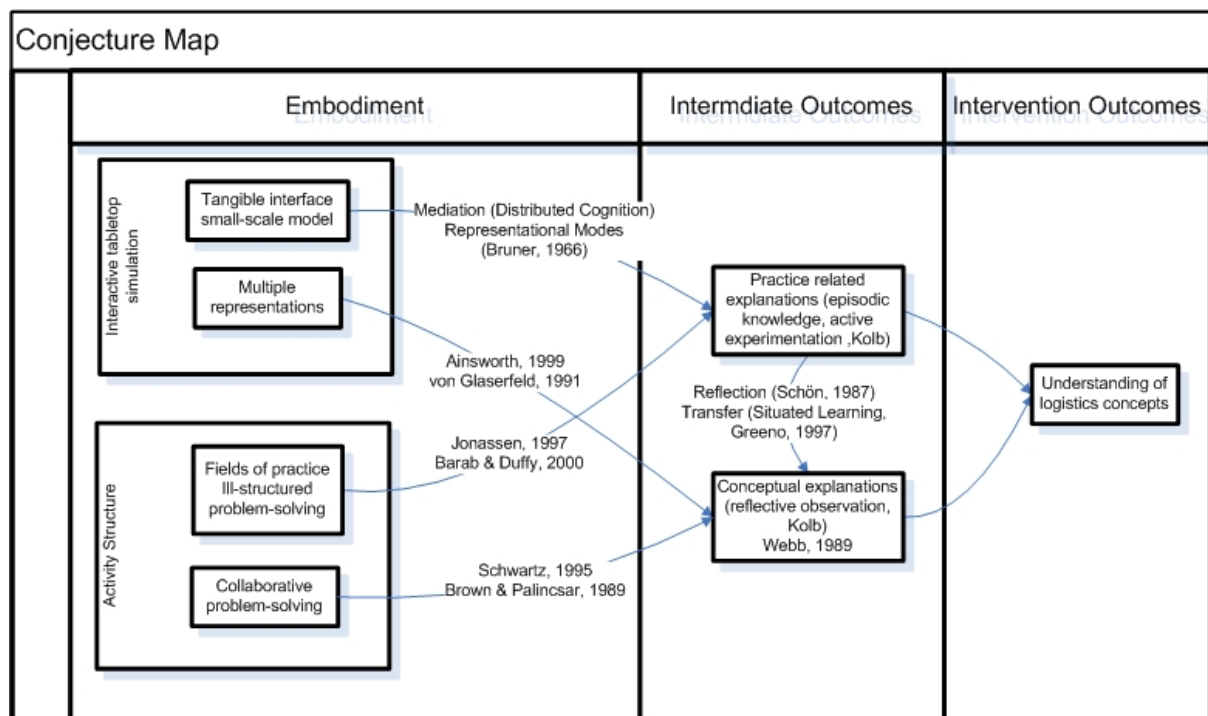 Conjecture Map
Embodiment
Intermdiate Outcomes
Intervention Outcomes
Interactive tabletop
simulation
Tangible interface
small-scale model
Multiple
representations
Mediation (Distributed Cognition)
Representational Modes
(Bruner, 1966)
Ainsworth, 1999
von Glaserfeld, 1991
Activity Structure
Fields of practice
Ill-structured
problem-solving
Collaborative
problem-solving
Jonassen, 1997
Barab & Duffy, 2000
Schwartz, 1995
Brown & Palincsar, 1989
Practice related
explanations (episodic
knowledge, active
experimentation ,Kolb)
Reflection (Schön, 1987)
Transfer (Situated Learning,
Greeno, 1997)
Conceptual explanations
(reflective observation,
Kolb)
Webb, 1989
Understanding of
logistics concepts